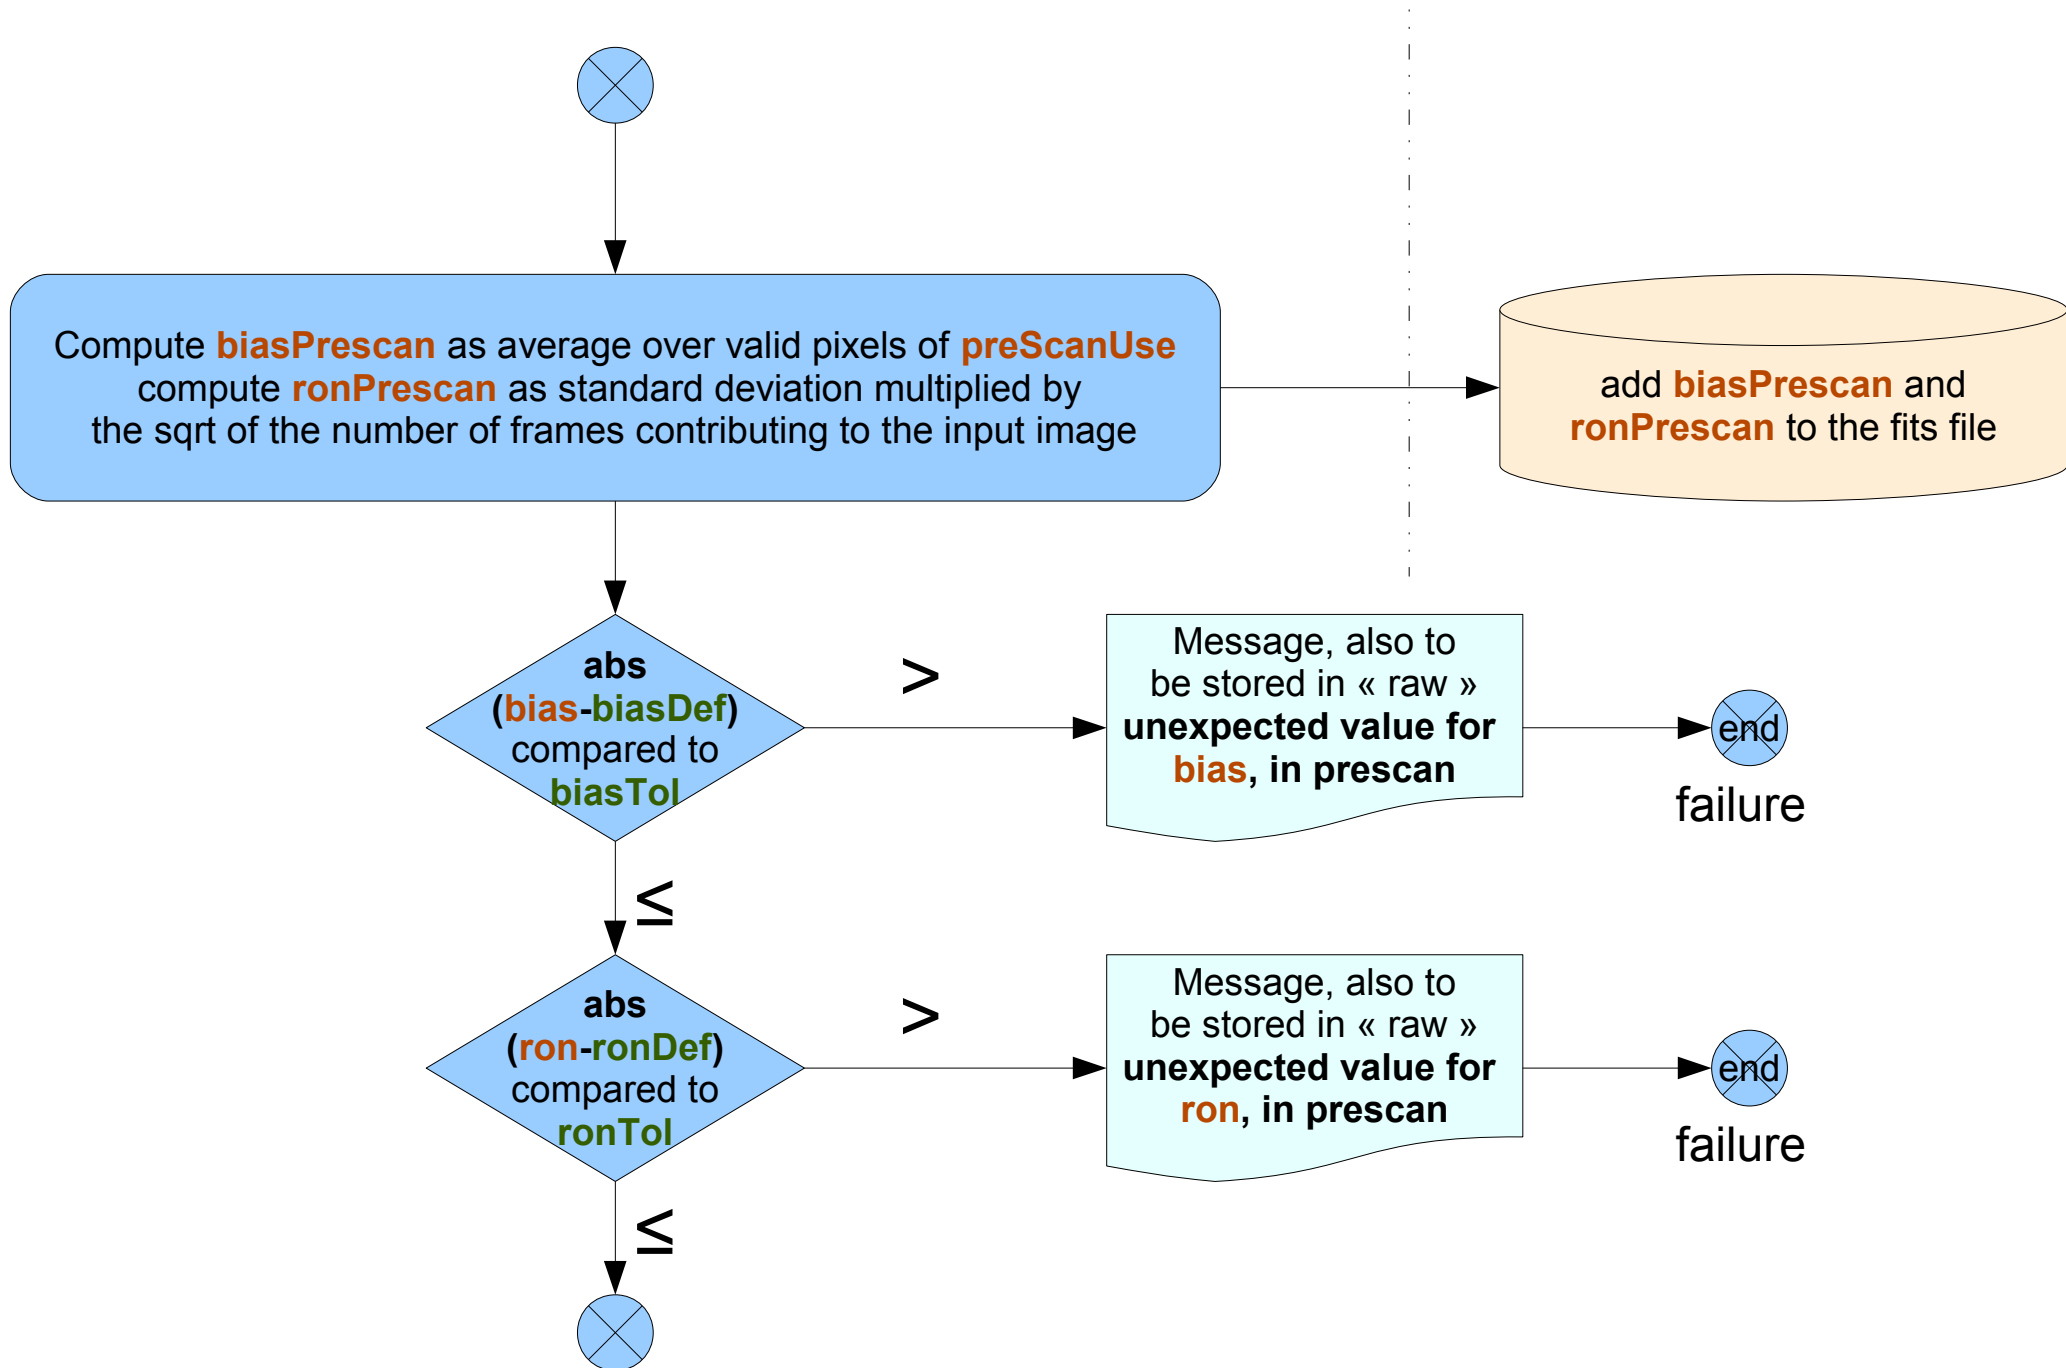 Compute biasPrescan as average over valid pixels of preScanUse
compute ronPrescan as standard deviation multiplied by
the sqrt of the number of frames contributing to the input image
add biasPrescan and
ronPrescan to the fits file
abs
(bias-biasDef)
compared to
biasTol
>
Message, also to
be stored in « raw »
unexpected value for
bias, in prescan
end
failure
≤
abs
(ron-ronDef)
compared to
ronTol
>
Message, also to
be stored in « raw »
unexpected value for
ron, in prescan
end
failure
≤